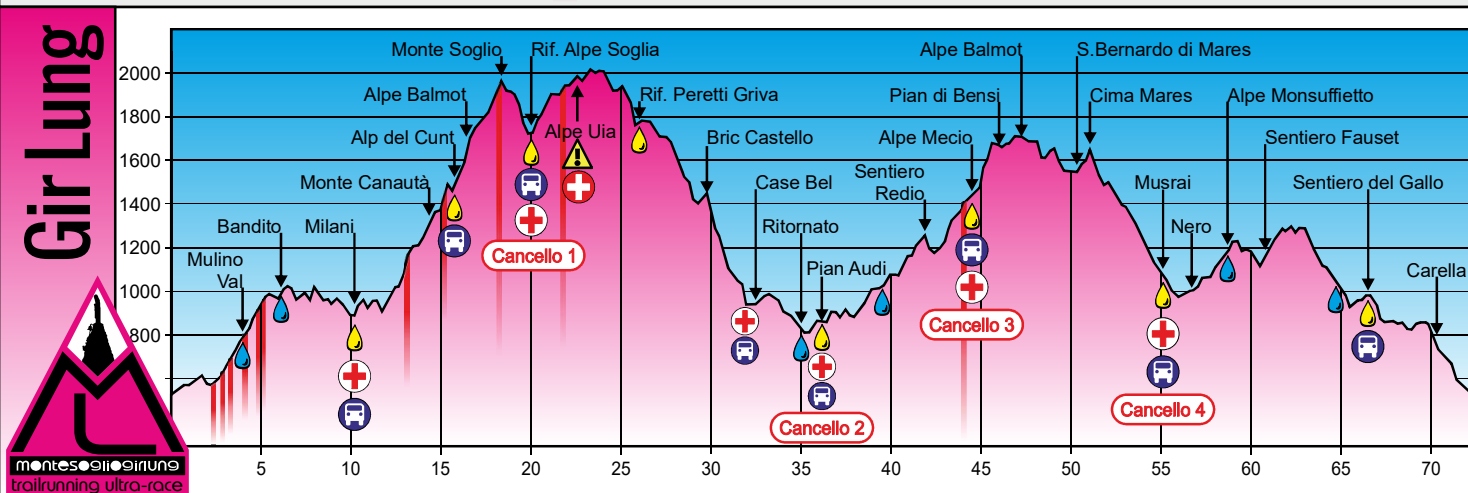 Gir Lung
montesogliogirlung
trailrunning ultra-race
2000
1800
1600
1400
1200
1000
800
Mulino
Val
Bandito
Milani
Monte Canautà
Alp del Cunt
Alpe Balmot
Monte Soglio
Rif. Alpe Soglia
Alpe Uia
Rif. Peretti Griva
Bric Castello
Case Bel
Ritornato
Pian Audi
Sentiero
Redio
Alpe Mecio
Pian di Bensi
Alpe Balmot
S.Bernardo di Mares
Cima Mares
Musrai
Nero
Alpe Monsuffietto
Sentiero Fauset
Sentiero del Gallo
Carella
Cancello 1
Cancello 2
Cancello 3
Cancello 4
5
10
15
20
25
30
35
40
45
50
55
60
65
70